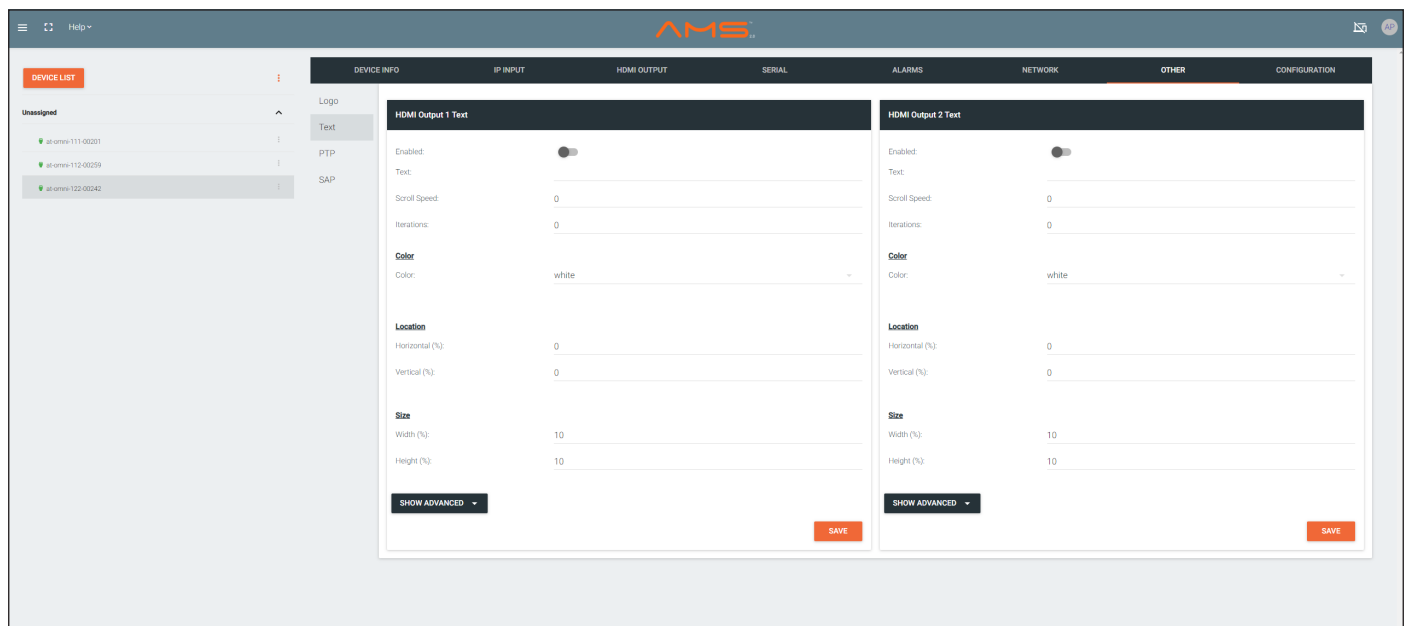 Help
AMS
AP
DEVICE LIST
Unassigned
at-omni-111-00201
at-omni-112-00259
at-omni-122-00242
DEVICE INFO IP INPUT HDMI OUTPUT SERIAL ALARMS NETWORK OTHER CONFIGURATION
Logo
Text
PTP
SAP
HDMI Output 1 Text
Enabled:
Text:
Scroll Speed: 0
Iterations: 0
Color
Color: white
Location
Horizontal (%): 0
Vertical (%): 0
Size
Width (%): 10
Height (%): 10
SHOW ADVANCED
SAVE
HDMI Output 2 Text
Enabled:
Text:
Scroll Speed: 0
Iterations: 0
Color
Color: white
Location
Horizontal (%): 0
Vertical (%): 0
Size
Width (%): 10
Height (%): 10
SHOW ADVANCED
SAVE